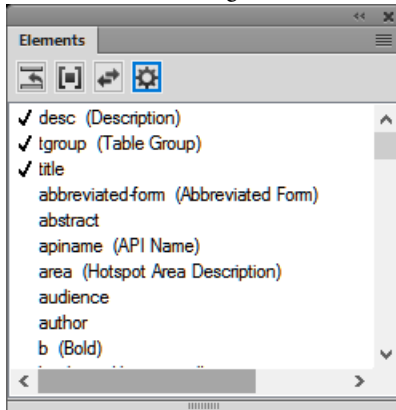 Elements
desc (Description)
tgroup (Table Group)
title
abbreviated-form (Abbreviated Form)
abstract
apiname (API Name)
area (Hotspot Area Description)
audience
author
b (Bold)